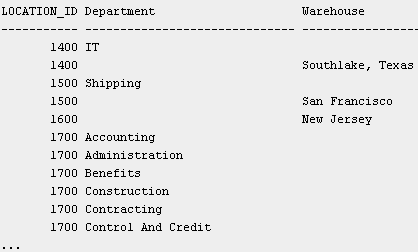 LOCATION_ID Department Warehouse
----------- ------------------------------ ----------------
1400 IT
1400 Southlake, Texas
1500 Shipping
1500 San Francisco
1600 New Jersey
1700 Accounting
1700 Administration
1700 Benefits
1700 Construction
1700 Contracting
1700 Control And Credit
...